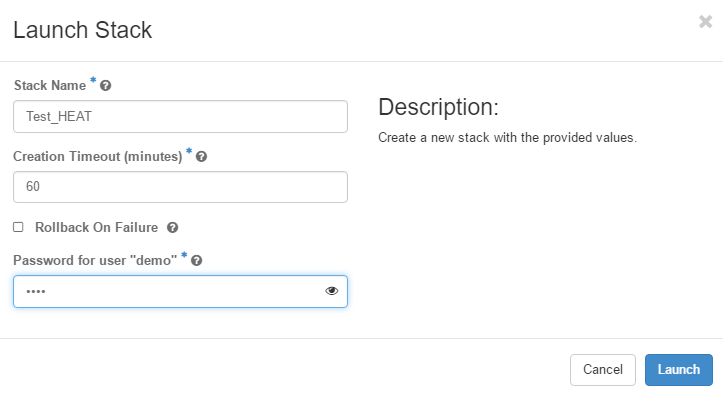 Launch Stack
×
Stack Name * ?
Test_HEAT
Creation Timeout (minutes) * ?
60
Rollback On Failure ?
Password for user "demo" * ?
••••
Description:
Create a new stack with the provided values.
Cancel
Launch